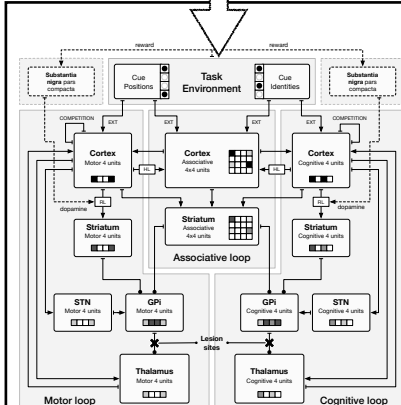 reward
reward
Substantia
nigra pars
compacta
Cue
Positions
Task
Environment
Cue
Identities
Substantia
nigra pars
compacta
COMPETITION
EXT
EXT
EXT
EXT
COMPETITION
Cortex
Motor 4 units
HL
Cortex
Associative
4x4 units
HL
Cortex
Cognitive 4 units
RL
dopamine
RL
dopamine
Striatum
Motor 4 units
Striatum
Associative
4x4 units
Striatum
Cognitive 4 units
Associative loop
STN
Motor 4 units
GPi
Motor 4 units
GPi
Cognitive 4 units
STN
Cognitive 4 units
Lesion
sites
Thalamus
Motor 4 units
Thalamus
Cognitive 4 units
Motor loop
Cognitive loop